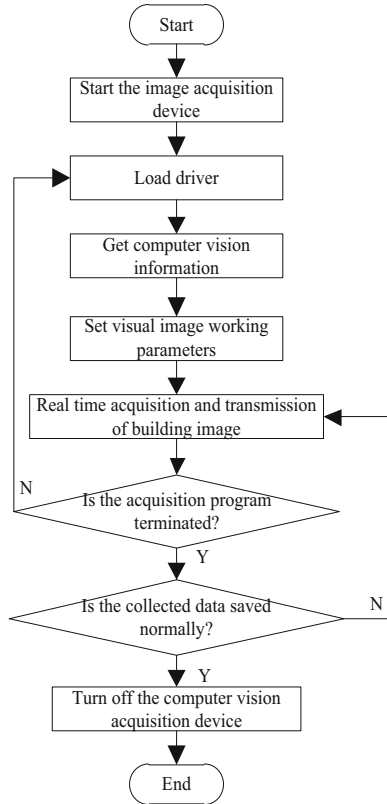 Start
Start the image acquisition
device
Load driver
Get computer vision
information
Set visual image working
parameters
Real time acquisition and transmission
of building image
N
Is the acquisition program
terminated?
Y
Is the collected data saved
normally?
N
Y
Turn off the computer vision
acquisition device
End